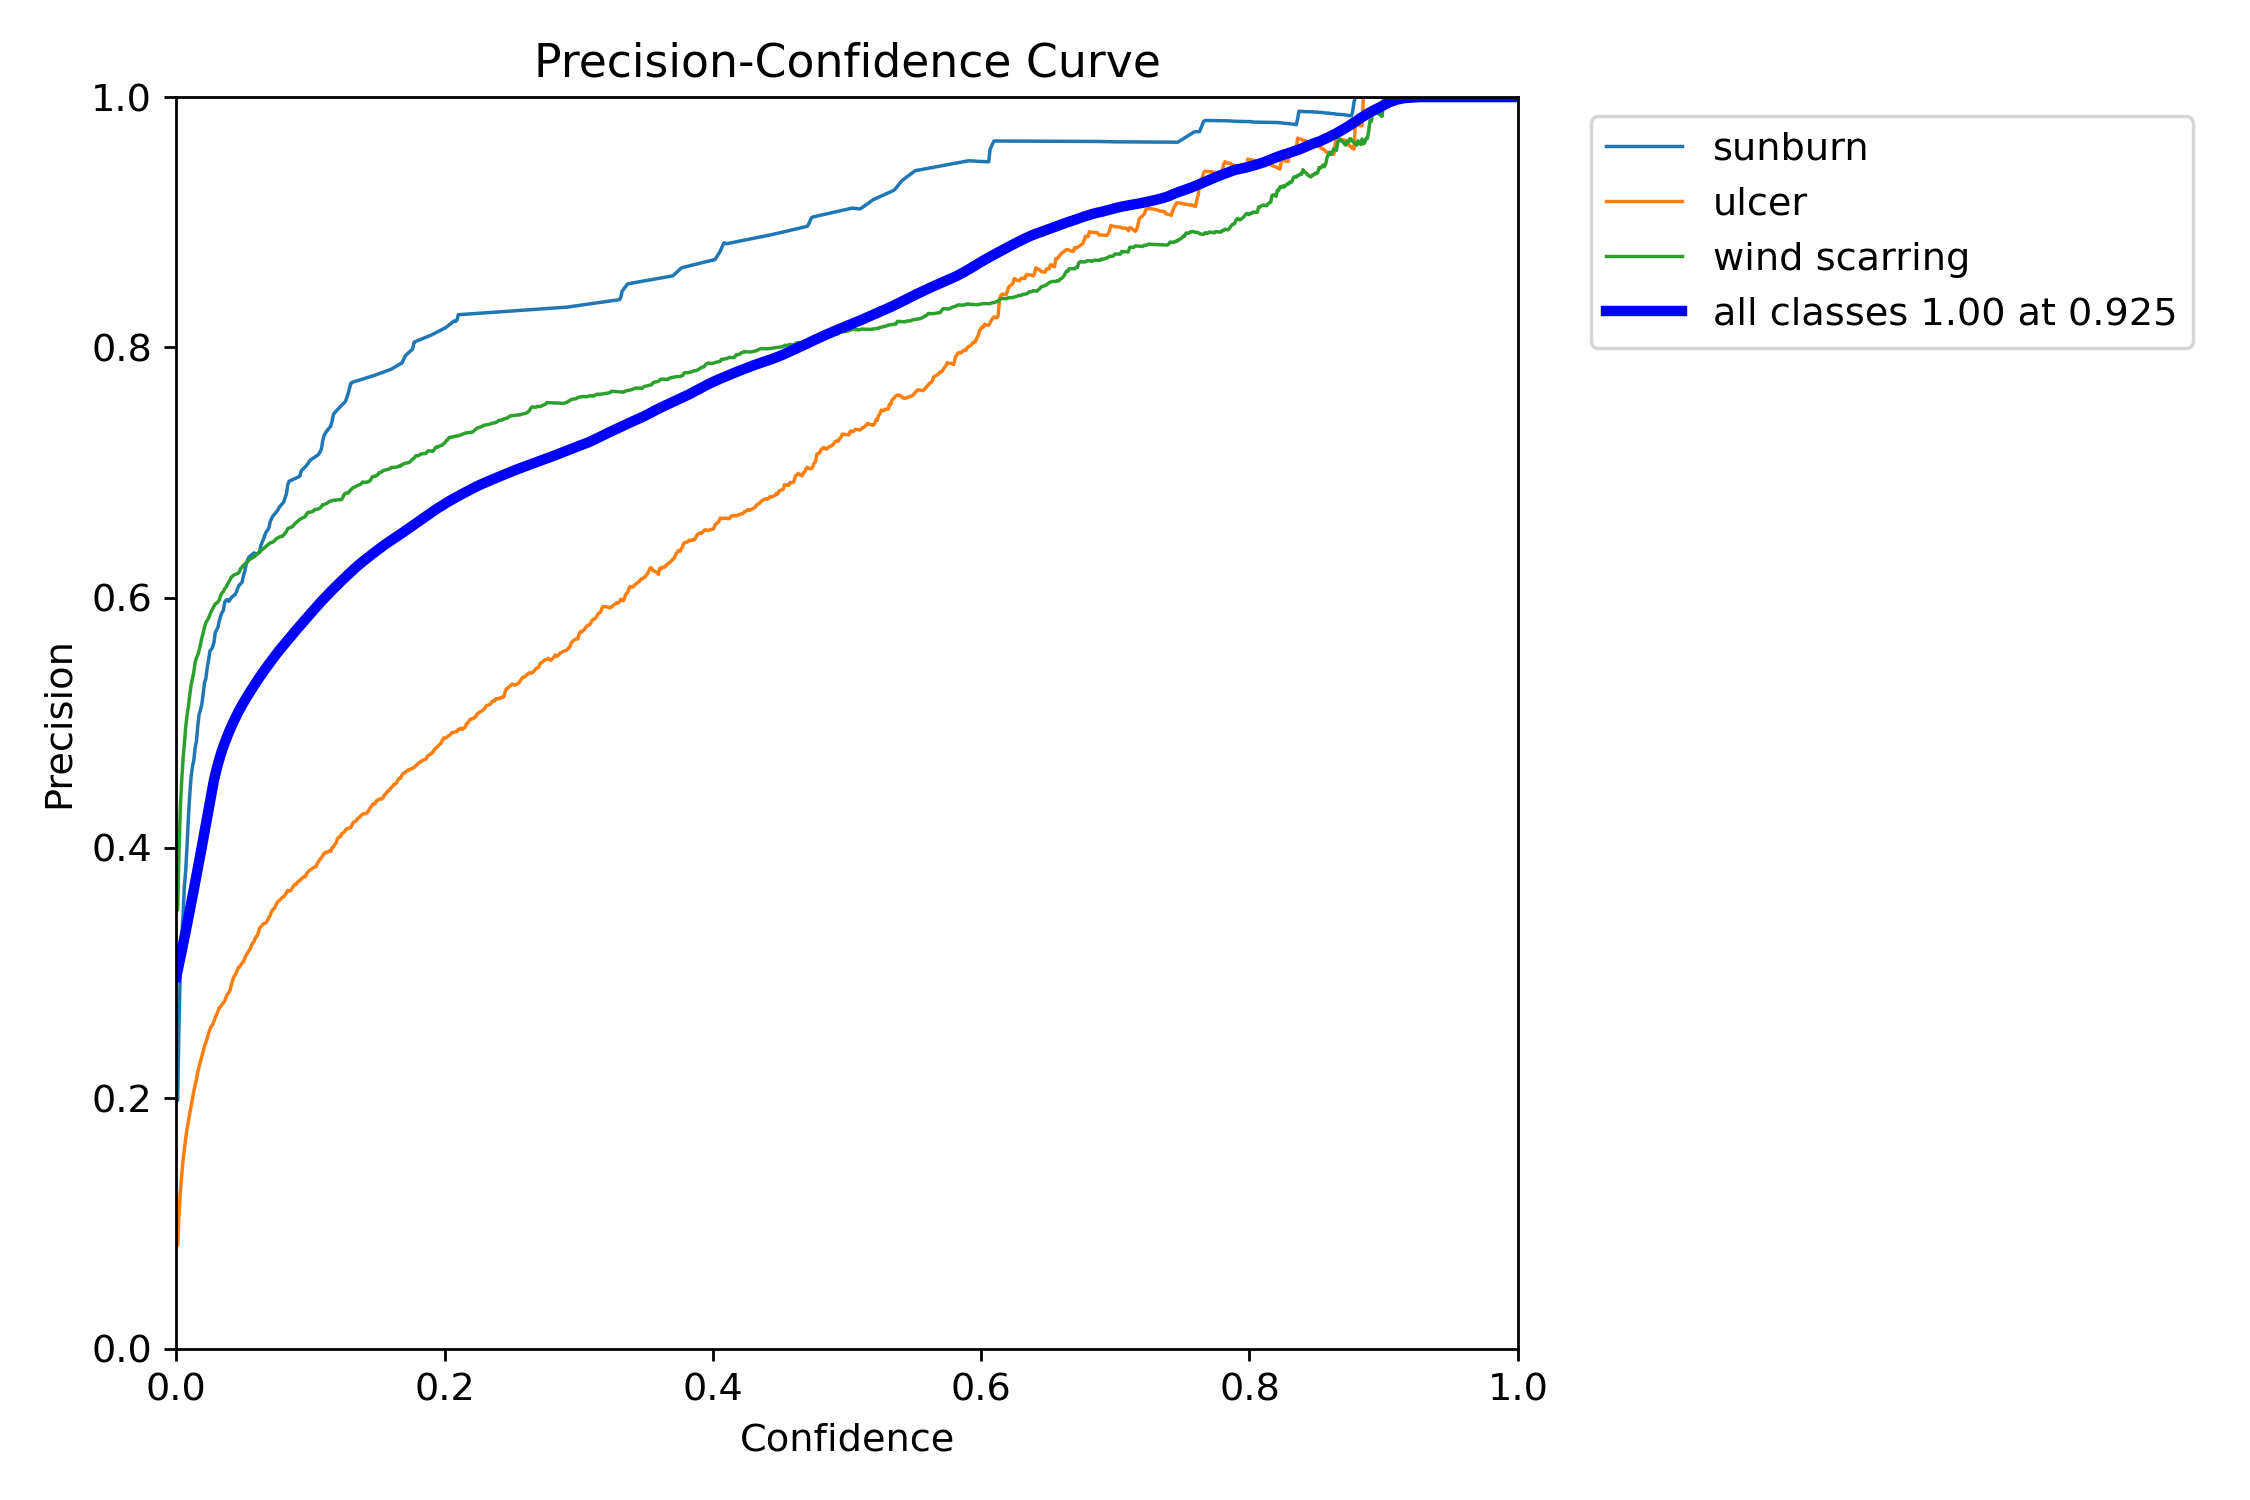 Precision-Confidence Curve
1.0
0.8
0.6
0.4
0.2
0.0
Precision
0.0 0.2 0.4 0.6 0.8 1.0
Confidence
sunburn
ulcer
wind scarring
all classes 1.00 at 0.925